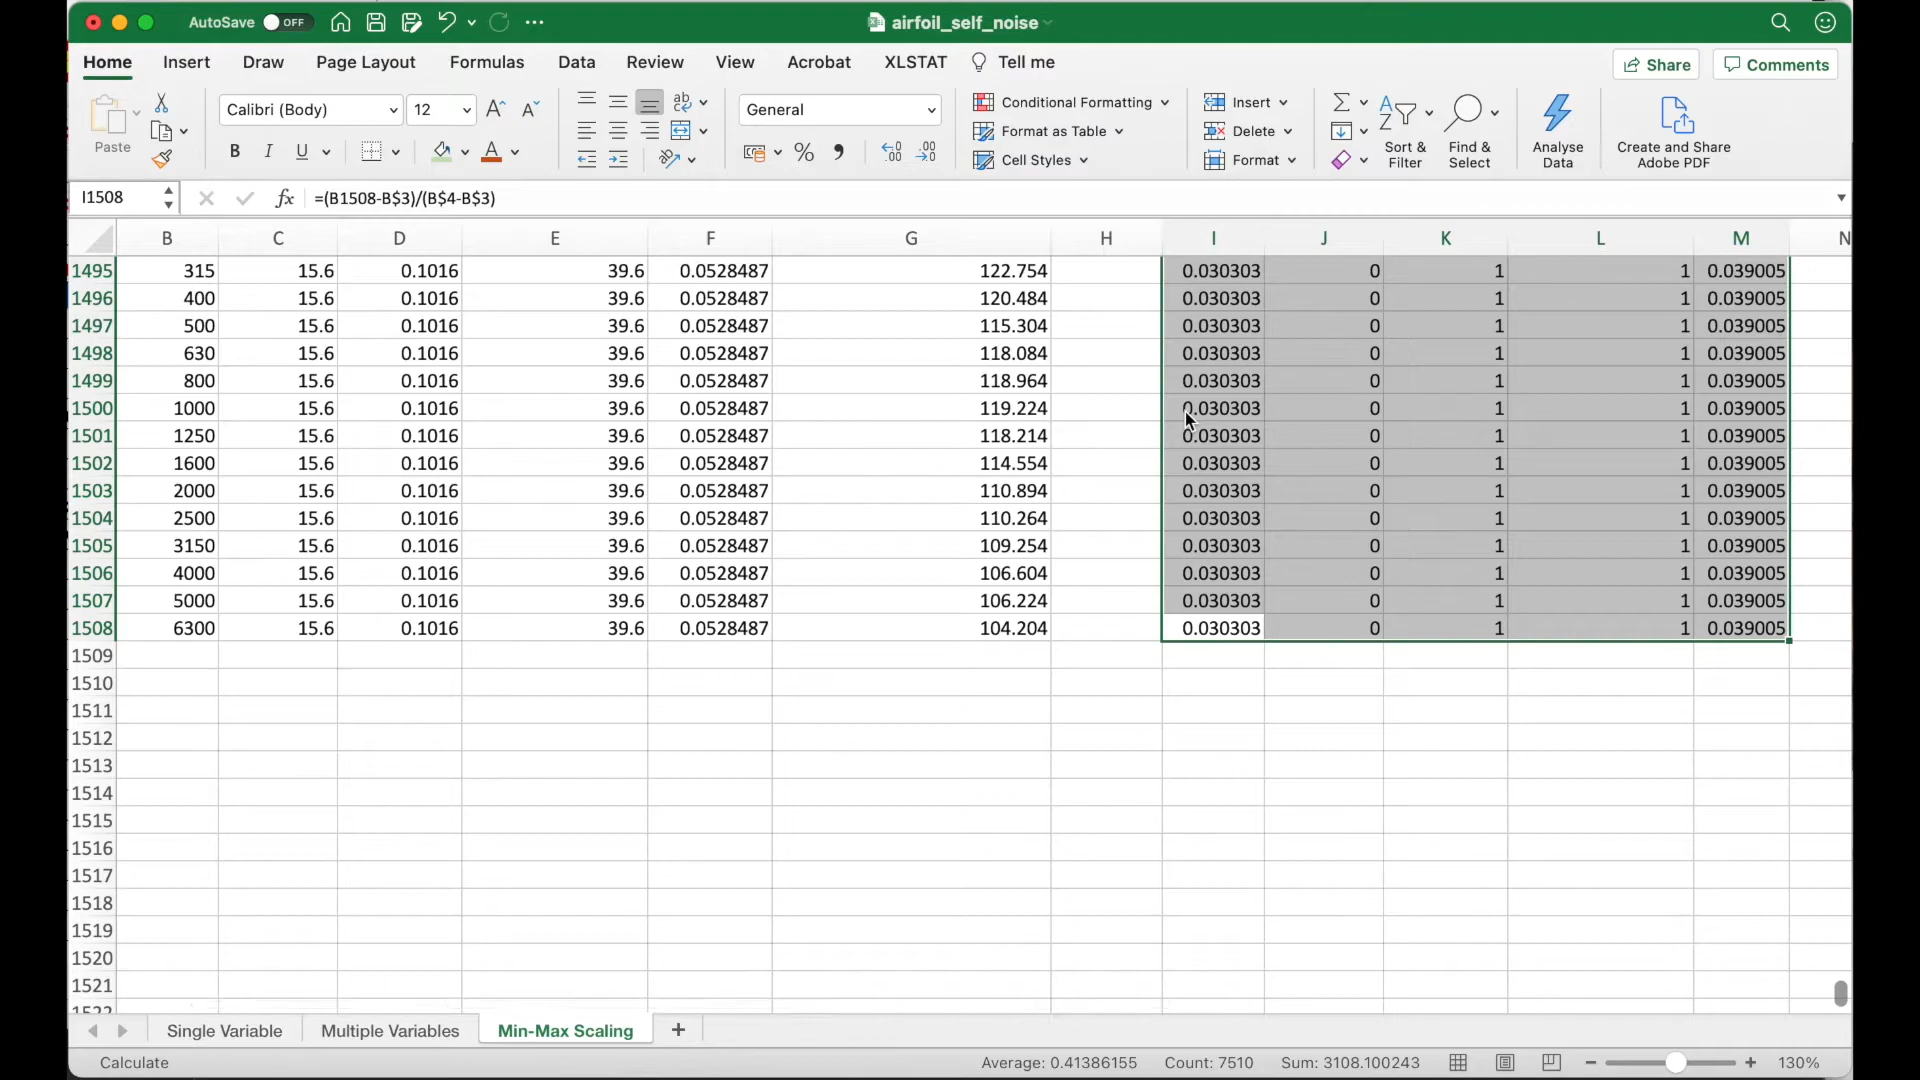 AutoSave OFF airfoil_self_noise
Home Insert Draw Page Layout Formulas Data Review View Acrobat XLSTAT Tell me Share Comments
Paste Calibri (Body) 12 General Conditional Formatting Format as Table Cell Styles Insert Delete Format Sort & Filter Find & Select Analyse Data Create and Share Adobe PDF
I1508 fx =(B1508-B$3)/(B$4-B$3)
B C D E F G H I J K L M N
1495 315 15.6 0.1016 39.6 0.0528487 122.754 0.030303 0 1 1 0.039005
1496 400 15.6 0.1016 39.6 0.0528487 120.484 0.030303 0 1 1 0.039005
1497 500 15.6 0.1016 39.6 0.0528487 115.304 0.030303 0 1 1 0.039005
1498 630 15.6 0.1016 39.6 0.0528487 118.084 0.030303 0 1 1 0.039005
1499 800 15.6 0.1016 39.6 0.0528487 118.964 0.030303 0 1 1 0.039005
1500 1000 15.6 0.1016 39.6 0.0528487 119.224 0.030303 0 1 1 0.039005
1501 1250 15.6 0.1016 39.6 0.0528487 118.214 0.030303 0 1 1 0.039005
1502 1600 15.6 0.1016 39.6 0.0528487 114.554 0.030303 0 1 1 0.039005
1503 2000 15.6 0.1016 39.6 0.0528487 110.894 0.030303 0 1 1 0.039005
1504 2500 15.6 0.1016 39.6 0.0528487 110.264 0.030303 0 1 1 0.039005
1505 3150 15.6 0.1016 39.6 0.0528487 109.254 0.030303 0 1 1 0.039005
1506 4000 15.6 0.1016 39.6 0.0528487 106.604 0.030303 0 1 1 0.039005
1507 5000 15.6 0.1016 39.6 0.0528487 106.224 0.030303 0 1 1 0.039005
1508 6300 15.6 0.1016 39.6 0.0528487 104.204 0.030303 0 1 1 0.039005
1509
1510
1511
1512
1513
1514
1515
1516
1517
1518
1519
1520
1521
1522
Single Variable Multiple Variables Min-Max Scaling +
Calculate Average: 0.41386155 Count: 7510 Sum: 3108.100243 130%